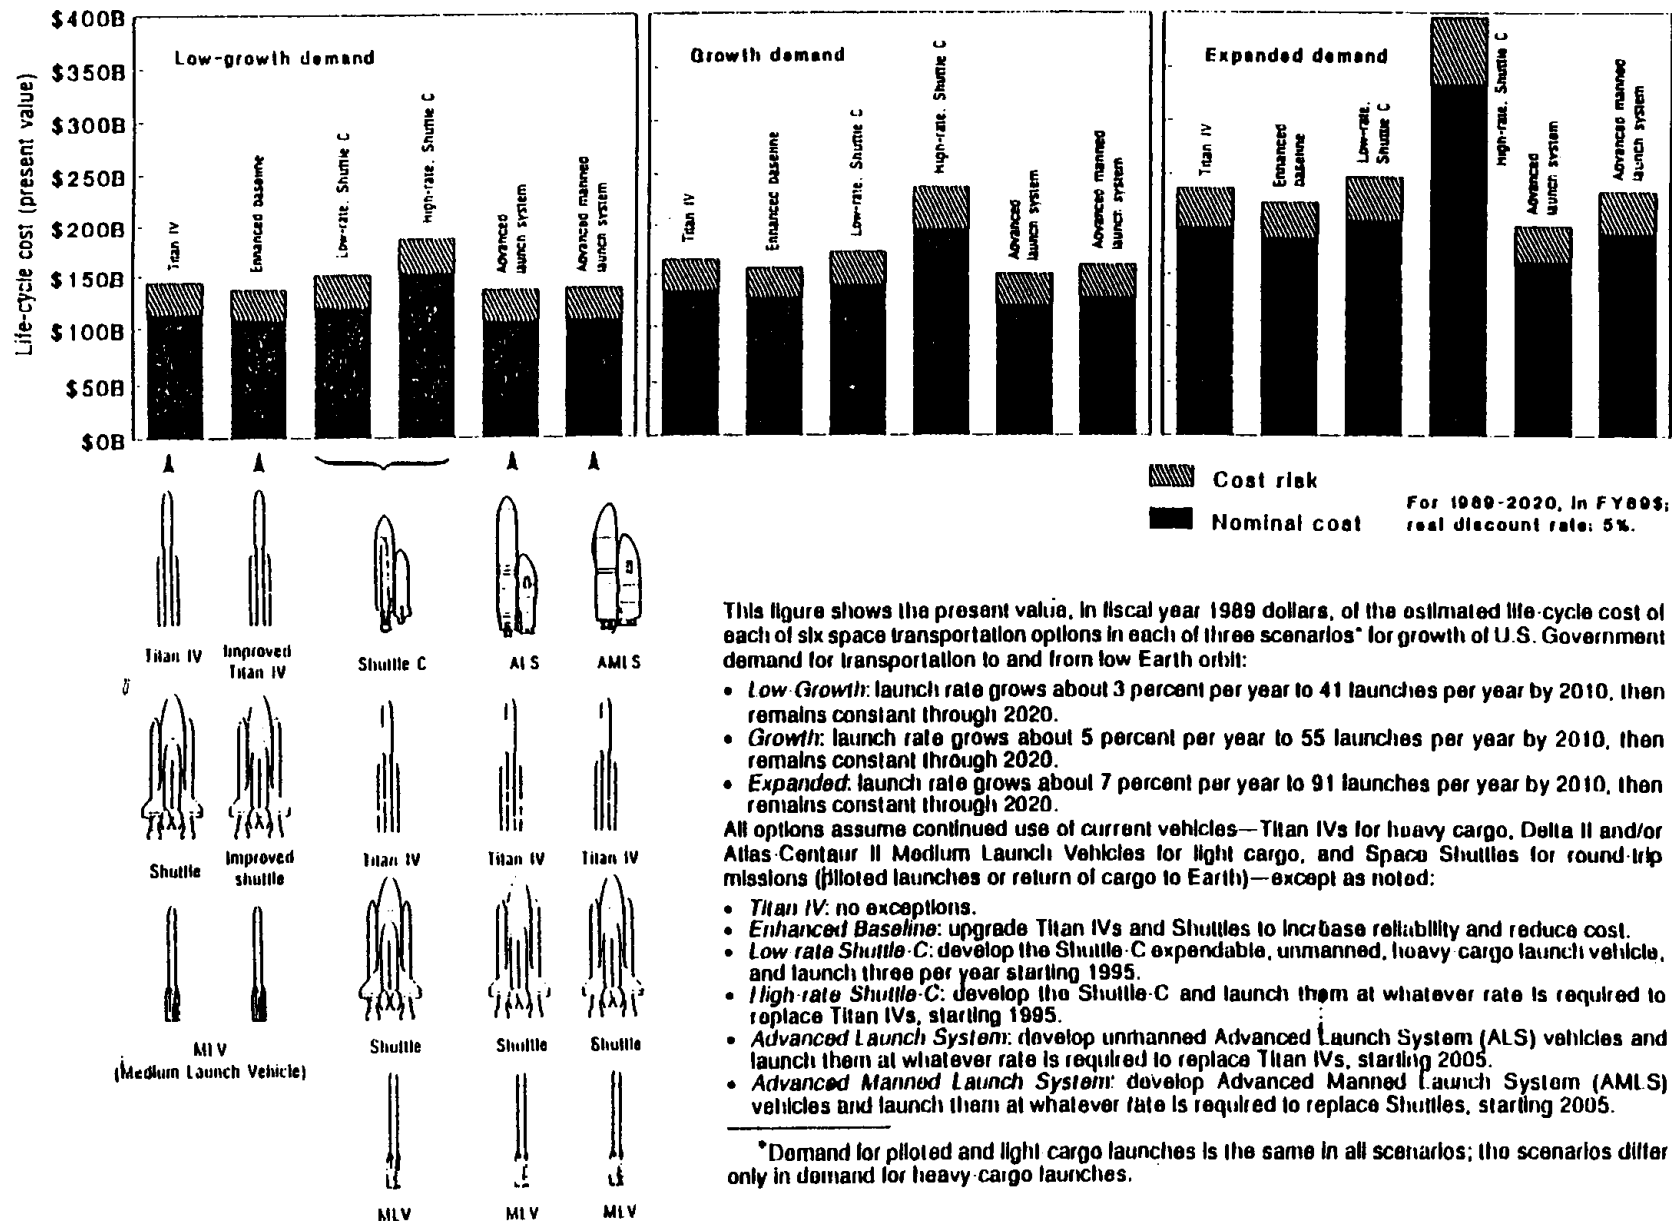 $400B
$350B
$300B
$250B
$200B
$150B
$100B
$50B
$0B
Life-cycle cost (present value)
Low-growth demand
Titan IV
Enhanced baseline
Low-rate, Shuttle C
High-rate, Shuttle C
Advanced
launch system
Advanced manned
launch system
Growth demand
Titan IV
Enhanced baseline
Low-rate, Shuttle C
High-rate, Shuttle C
Advanced
launch system
Advanced manned
launch system
Expanded demand
Titan IV
Enhanced
baseline
Low-rate,
Shuttle C
High-rate, Shuttle C
Advanced
launch system
Advanced manned
launch system
Cost risk
Nominal cost
For 1989-2020, in FY89$;
real discount rate: 5%.
Titan IV
Improved
Titan IV
Shuttle C
ALS
AMLS
Shuttle
Improved
shuttle
Titan IV
Titan IV
Titan IV
MLV
(Medium Launch Vehicle)
Shuttle
Shuttle
Shuttle
MLV
MLV
MLV
This figure shows the present value, in fiscal year 1989 dollars, of the estimated life-cycle cost of
each of six space transportation options in each of three scenarios* for growth of U.S. Government
demand for transportation to and from low Earth orbit:
• Low-Growth: launch rate grows about 3 percent per year to 41 launches per year by 2010, then
remains constant through 2020.
• Growth: launch rate grows about 5 percent per year to 55 launches per year by 2010, then
remains constant through 2020.
• Expanded: launch rate grows about 7 percent per year to 91 launches per year by 2010, then
remains constant through 2020.
All options assume continued use of current vehicles—Titan IVs for heavy cargo, Delta II and/or
Atlas-Centaur II Medium Launch Vehicles for light cargo, and Space Shuttles for round-trip
missions (piloted launches or return of cargo to Earth)—except as noted:
• Titan IV: no exceptions.
• Enhanced Baseline: upgrade Titan IVs and Shuttles to increase reliability and reduce cost.
• Low-rate Shuttle-C: develop the Shuttle-C expendable, unmanned, heavy-cargo launch vehicle,
and launch three per year starting 1995.
• High-rate Shuttle-C: develop the Shuttle-C and launch them at whatever rate is required to
replace Titan IVs, starting 1995.
• Advanced Launch System: develop unmanned Advanced Launch System (ALS) vehicles and
launch them at whatever rate is required to replace Titan IVs, starting 2005.
• Advanced Manned Launch System: develop Advanced Manned Launch System (AMLS)
vehicles and launch them at whatever rate is required to replace Shuttles, starting 2005.
*Demand for piloted and light cargo launches is the same in all scenarios; the scenarios differ
only in demand for heavy-cargo launches.